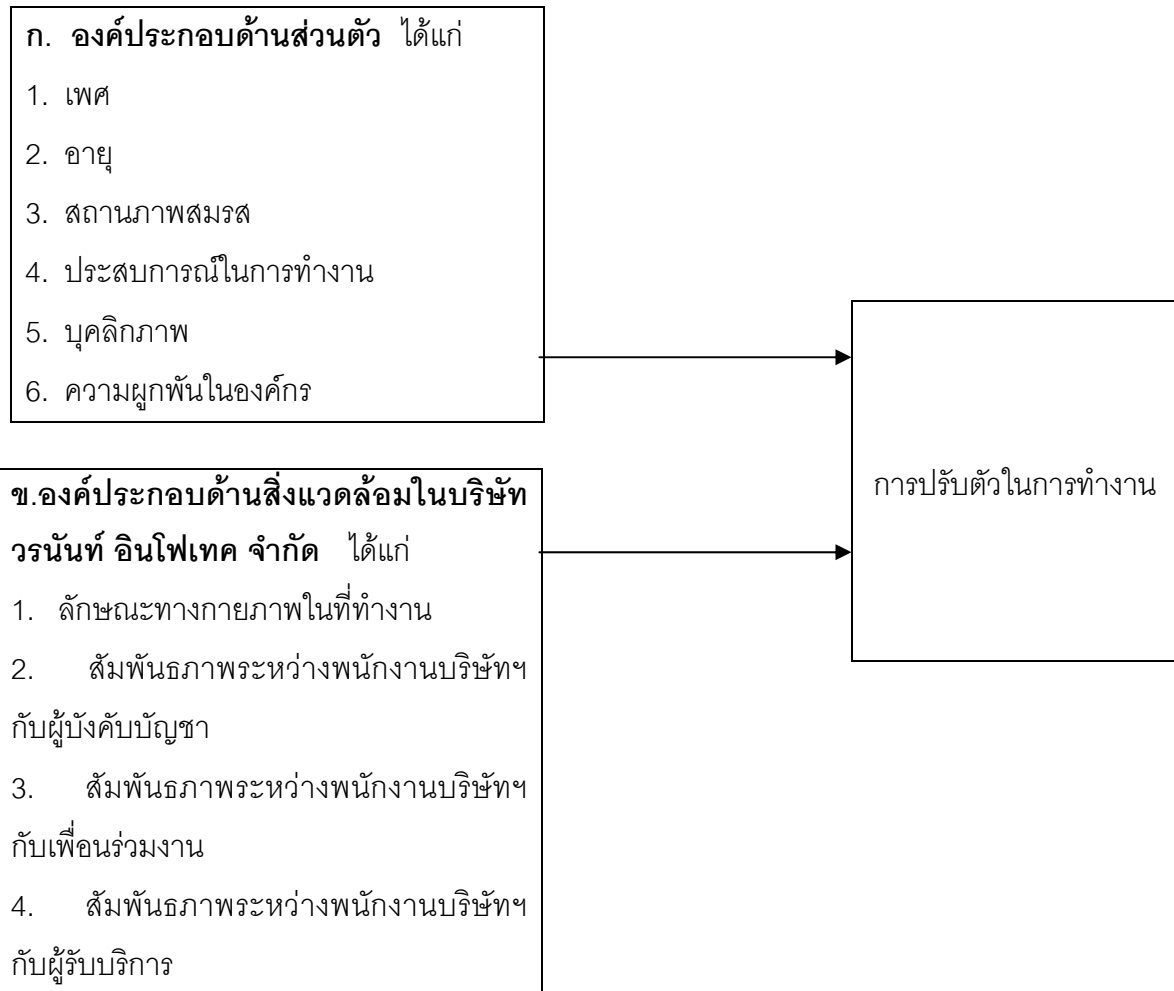 ก. องค์ประกอบด้านส่วนตัว ได้แก่
1. เพศ
2. อายุ
3. สถานภาพสมรส
4. ประสบการณ์ในการทำงาน
5. บุคลิกภาพ
6. ความผูกพันในองค์กร
ข.องค์ประกอบด้านสิ่งแวดล้อมในบริษัท
วรนันท์ อินโฟเทค จำกัด ได้แก่
1. ลักษณะทางกายภาพในที่ทำงาน
2. สัมพันธภาพระหว่างพนักงานบริษัทฯ
กับผู้บังคับบัญชา
3. สัมพันธภาพระหว่างพนักงานบริษัทฯ
กับเพื่อนร่วมงาน
4. สัมพันธภาพระหว่างพนักงานบริษัทฯ
กับผู้รับบริการ
การปรับตัวในการทำงาน